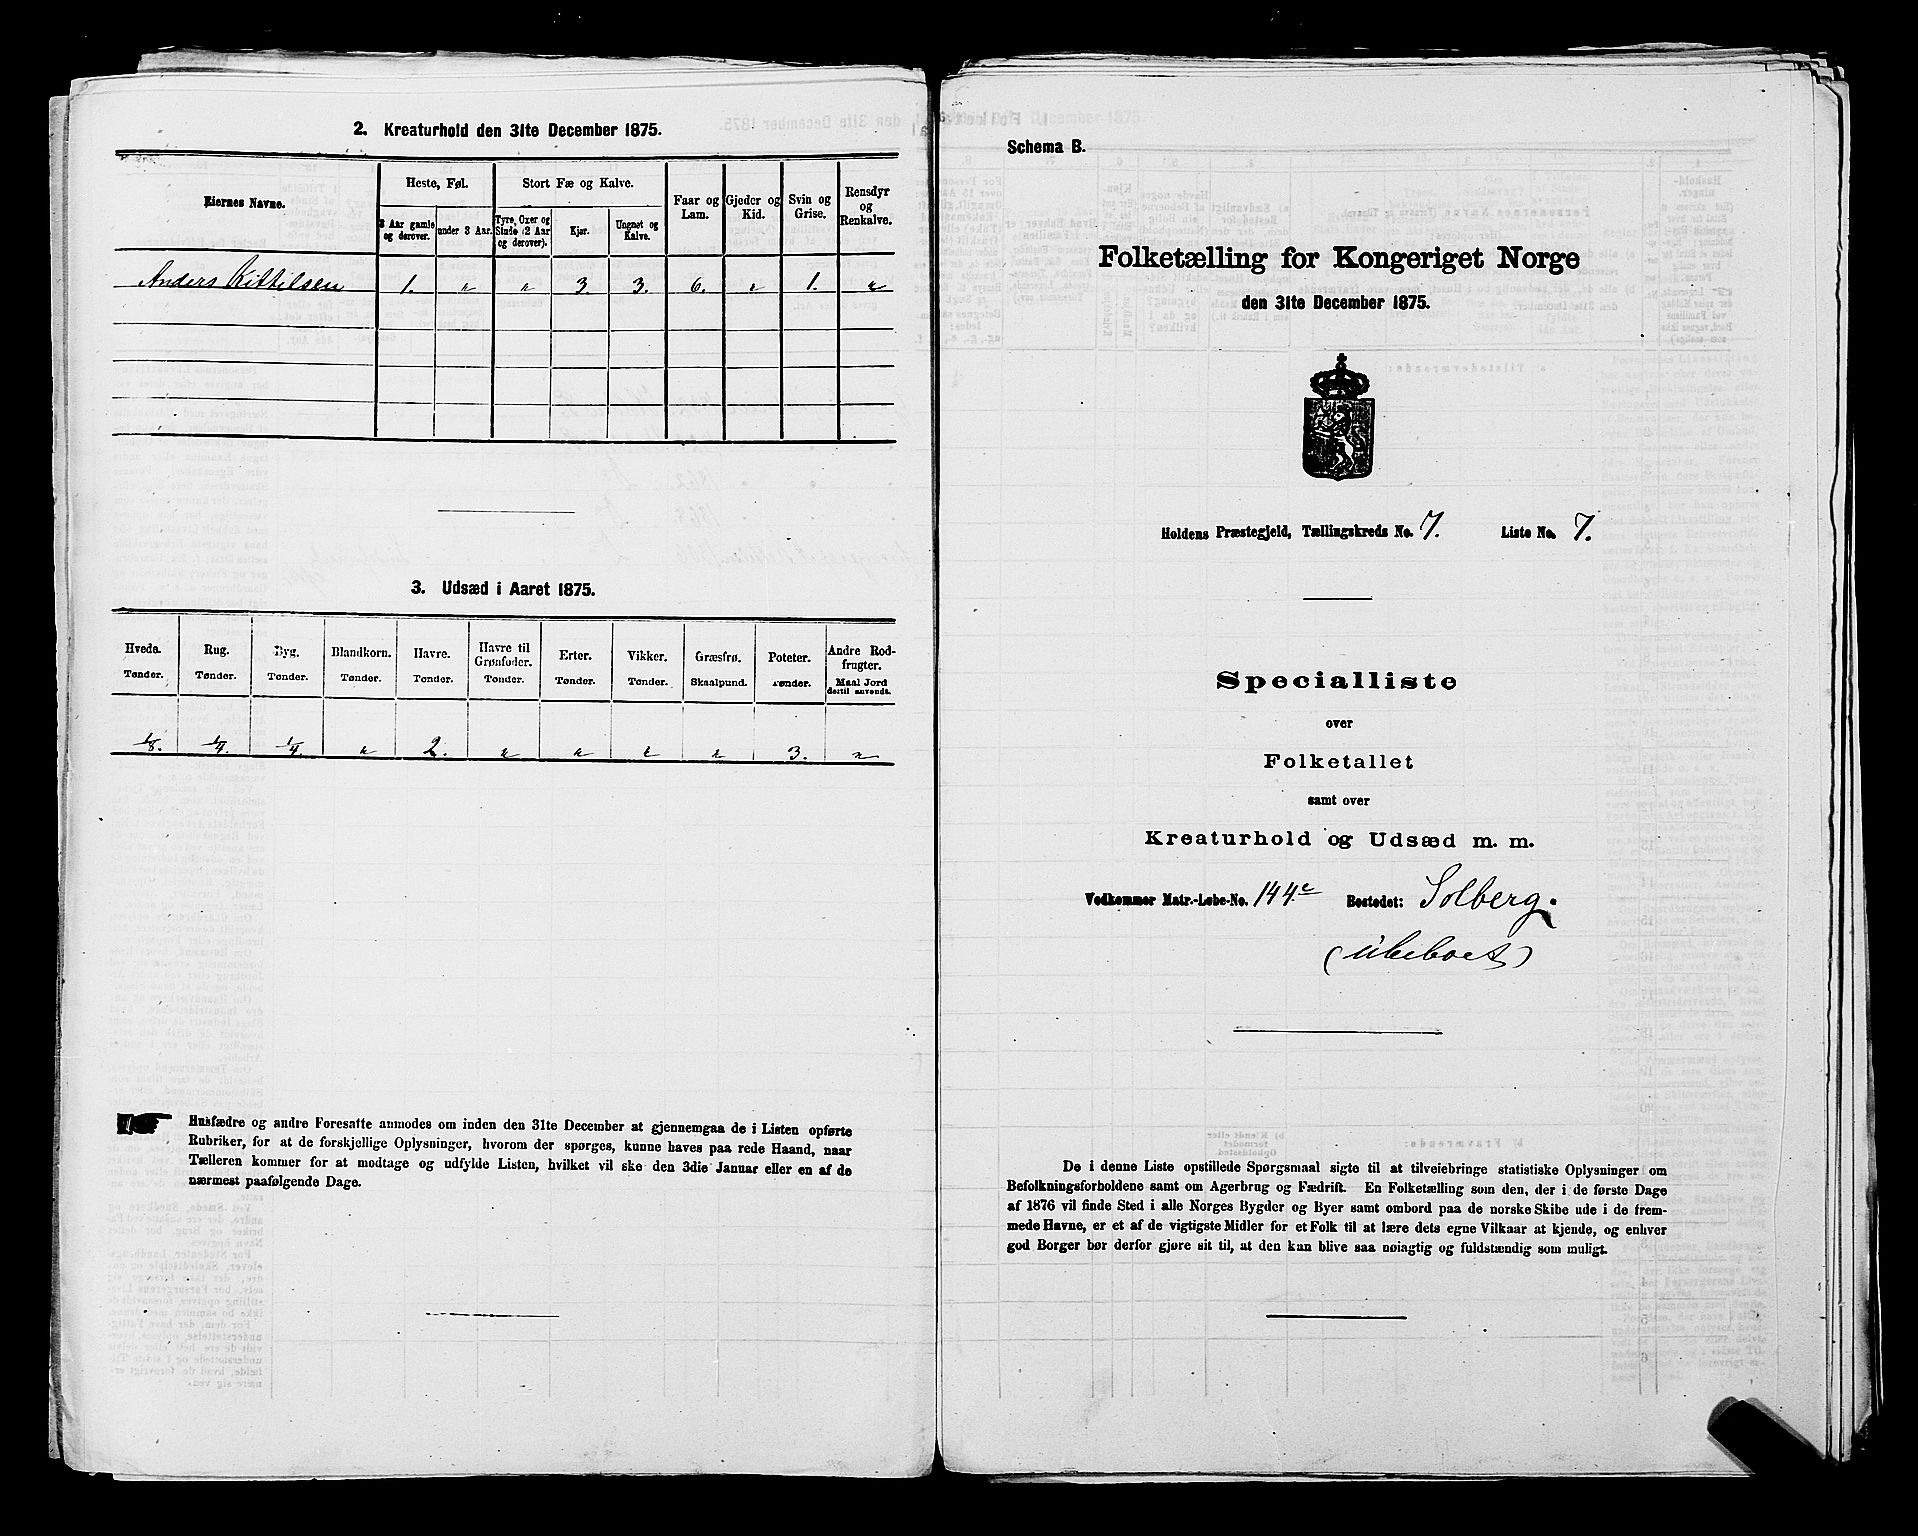 2. Kreaturhold den 31te December 1875.
Eiernes Navne.
Heste, Føl.
Stort Fæ og Kalve.
Faar og Lam.
Gjeder og Kid.
Svin og Grise.
Rensdyr og Renkalve.
3 Aar gamle og derover.
under 3 Aar.
Tyre, Oxer og Stude (2 Aar og derover).
Kjør.
Ungnøt og Kalve.
Anders Kittilsen 1. " " 3. 3. 6. " 1. "
3. Udsæd i Aaret 1875.
Hvede. Rug. Byg. Blandkorn. Havre. Havre til Grønfoder. Erter. Vikker. Græsfrø. Poteter. Andre Rodfrugter.
Tønder. Tønder. Tønder. Tønder. Tønder. Tønder. Tønder. Tønder. Skaalpund. Tønder. Maal Jord dertil anvendt.
1/8. 1/4. 1/4. " 2. " " " " 3. "
Husfædre og andre Foresatte anmodes om inden den 31te December at gjennemgaa de i Listen opførte
Rubriker, for at de forskjellige Oplysninger, hvorom der spørges, kunne haves paa rede Haand, naar
Tælleren kommer for at modtage og udfylde Listen, hvilket vil ske den 3die Januar eller en af de
nærmest paafølgende Dage.
Schema B.
Folketælling for Kongeriget Norge
den 31te December 1875.
Holdens Præstegjeld, Tællingskreds No. 7. Liste No. 7.
Specialliste
over
Folketallet
samt over
Kreaturhold og Udsæd m. m.
Vedkommer Matr.-Løbe-No. 144e Bostedet: Solberg.
(Ubeboet)
De i denne Liste opstillede Spørgsmaal sigte til at tilveiebringe statistiske Oplysninger om
Befolkningsforholdene samt om Agerbrug og Fædrift. En Folketælling som den, der i de første Dage
af 1876 vil finde Sted i alle Norges Bygder og Byer samt ombord paa de norske Skibe ude i de frem-
mede Havne, er et af de vigtigste Midler for et Folk til at lære dets egne Vilkaar at kjende, og enhver
god Borger bør derfor gjøre sit til, at den kan blive saa nøiagtig og fuldstændig som muligt.